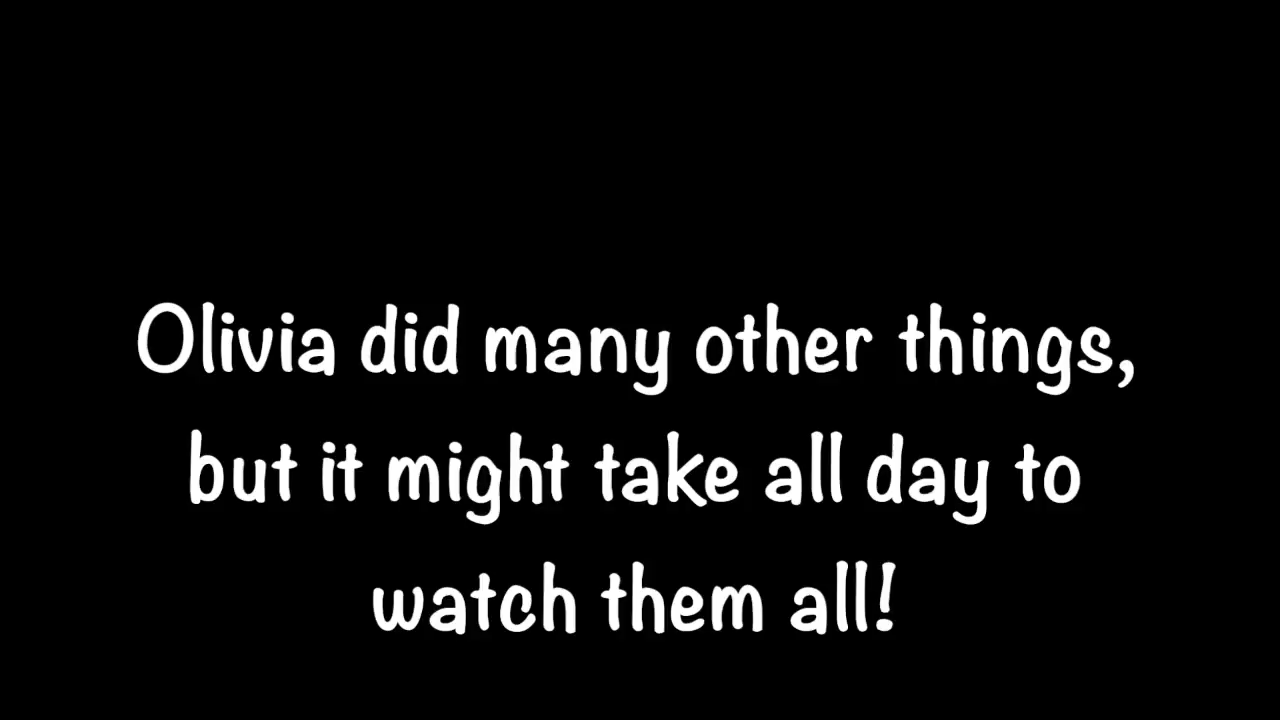 Olivia did many other things,
but it might take all day to
watch them all!